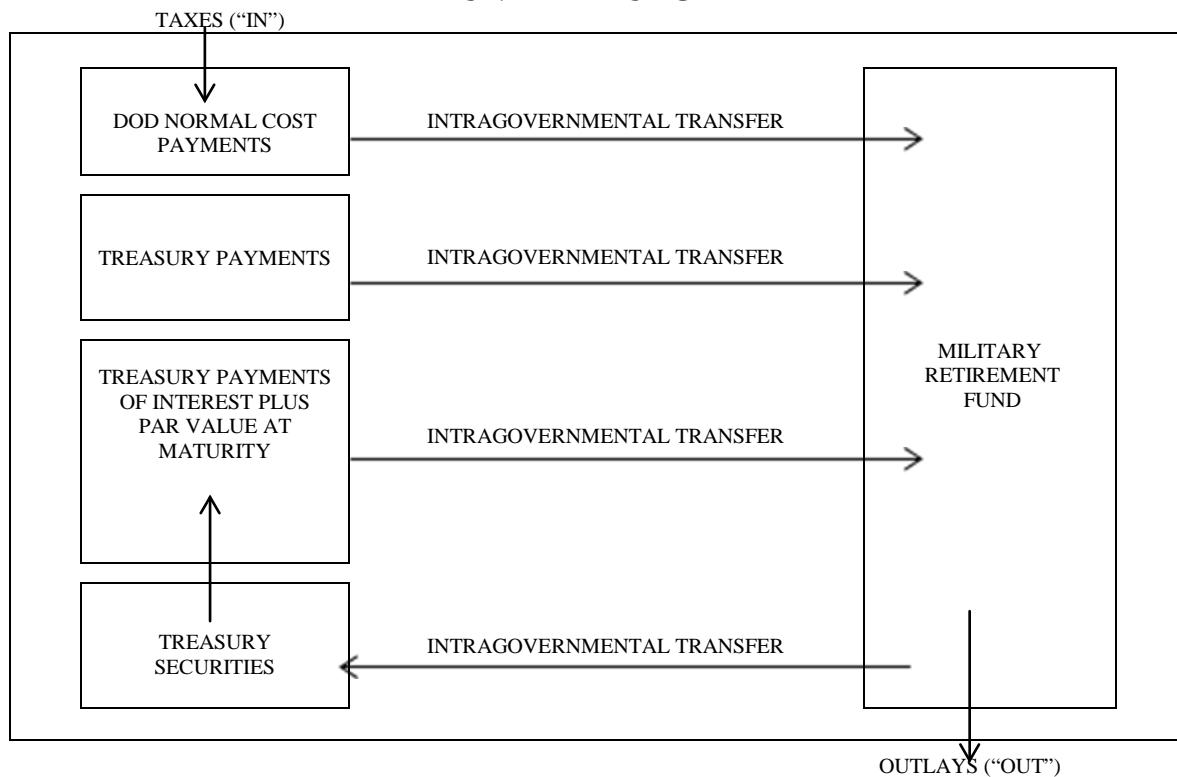 TAXES (“IN”)
DOD NORMAL COST
PAYMENTS
INTRAGOVERNMENTAL TRANSFER
TREASURY PAYMENTS
INTRAGOVERNMENTAL TRANSFER
TREASURY PAYMENTS
OF INTEREST PLUS
PAR VALUE AT
MATURITY
INTRAGOVERNMENTAL TRANSFER
MILITARY
RETIREMENT
FUND
TREASURY
SECURITIES
INTRAGOVERNMENTAL TRANSFER
OUTLAYS (“OUT”)